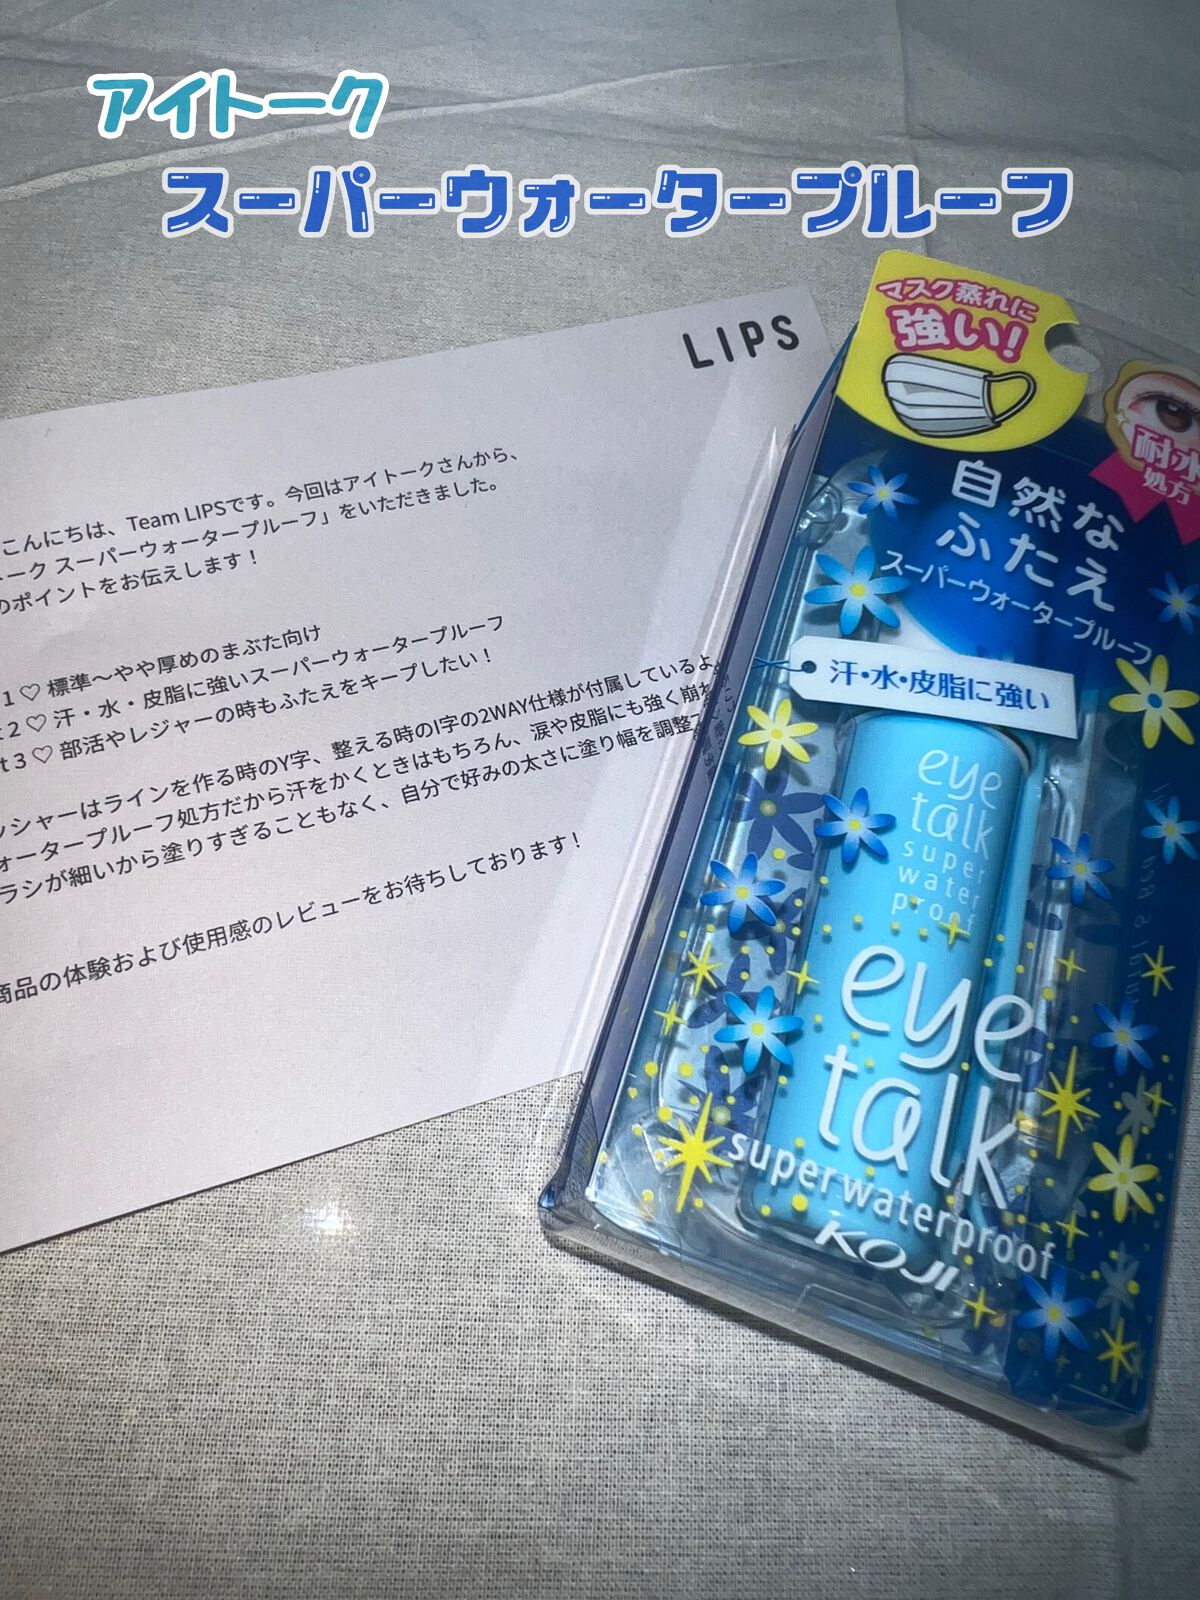 アイトーク
スーパーウォータープルーフ
LIPS
こんにちは、Team LIPSです。今回はアイトークさんから、
ーク スーパーウォータープルーフ」をいただきました。
のポイントをお伝えします！
1♡ 標準～やや厚めのまぶた向け
t 2♡ 汗・水・皮脂に強いスーパーウォータープルーフ
t 3♡ 部活やレジャーの時もふたえをキープしたい！
ッシャーはラインを作る時のY字、整える時のI字の2WAY仕様が付属しているよ
ォータープルーフ処方だから汗をかくときはもちろん、涙や皮脂にも強く崩れ
ラシが細いから塗りすぎることもなく、自分で好みの太さに塗り幅を調整
商品の体験および使用感のレビューをお待ちしております！
マスク蒸れに
強い!
耐水
処方
自然な
ふたえ
スーパーウォータープルーフ
汗・水・皮脂に強い
eye
talk
super
water
proof
eye
talk
super waterproof
KOJI